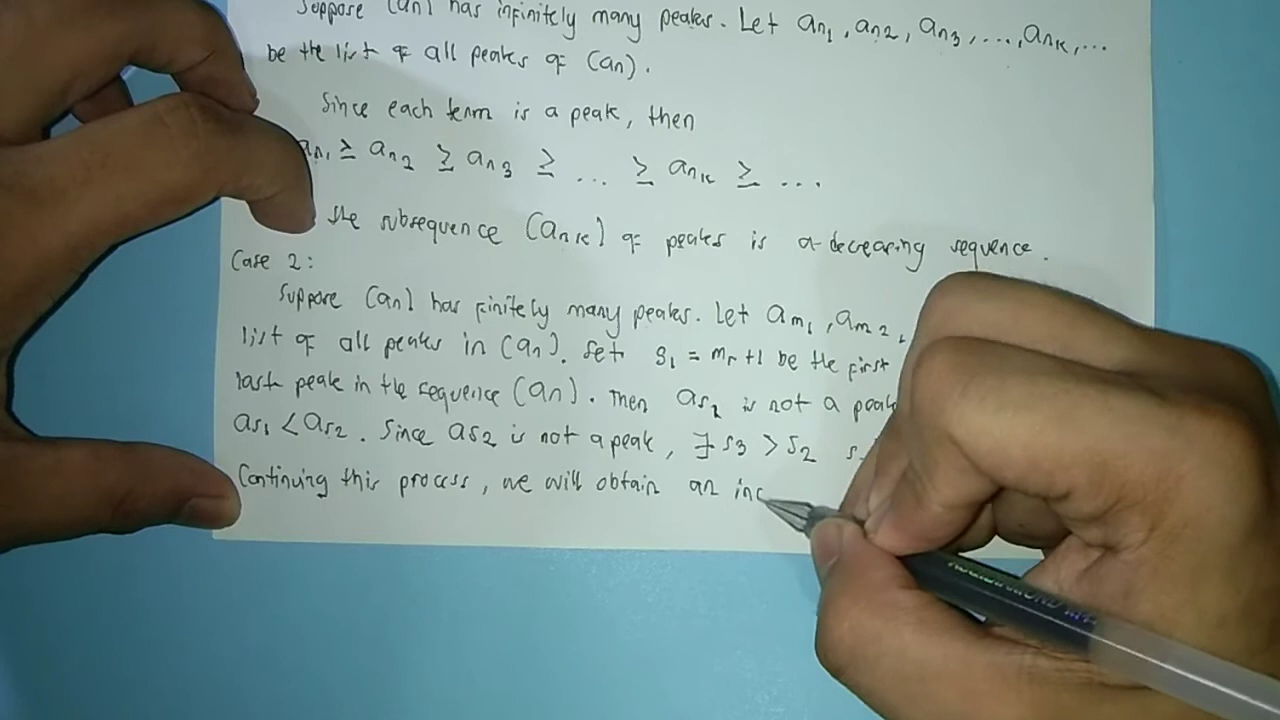 Suppose (an) has infinitely many peaks. Let an1, an2, an3, ..., ank, ...
be the list of all peaks of (an).
Since each term is a peak, then
an1 ≥ an2 ≥ an3 ≥ ... ≥ ank ≥ ...
the subsequence (ank) of peaks is a decreasing sequence.
Case 2:
Suppose (an) has finitely many peaks. Let am1, am2,
list of all peaks in (an). Set s1 = mr+1 be the first
last peak in the sequence (an). Then as2 is not a peak
as1 < as2. Since as2 is not a peak, ∃ s3 > s2 s.
Continuing this process, we will obtain an inc